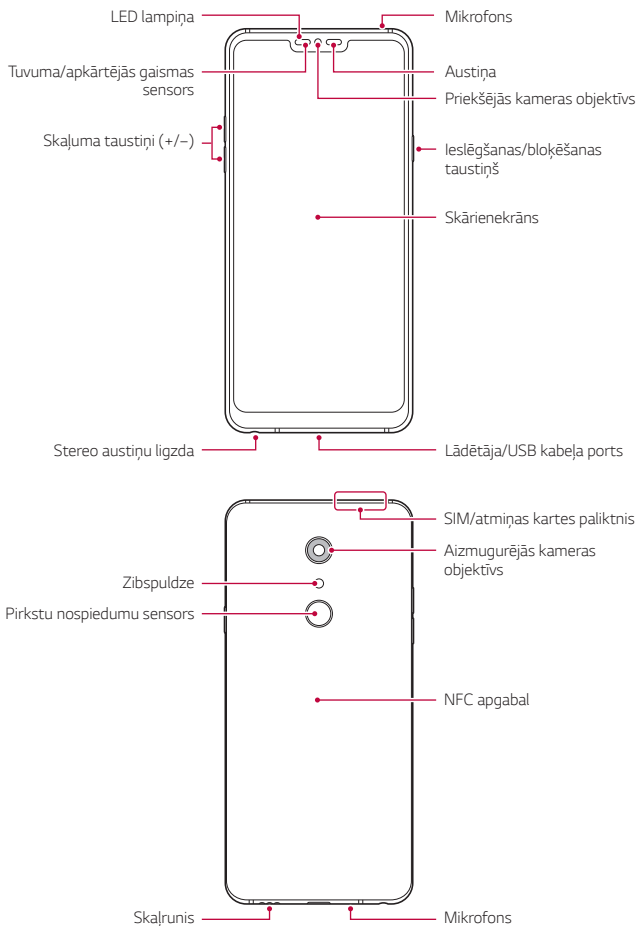 LED lampiņa
Mikrofons
Tuvuma/apkārtējās gaismas
sensors
Austiņa
Priekšējās kameras objektīvs
Skaļuma taustiņi (+/−)
Ieslēgšanas/bloķēšanas
taustiņš
Skārienekrāns
Stereo austiņu ligzda
Lādētāja/USB kabeļa ports
SIM/atmiņas kartes paliktnis
Aizmugurējās kameras
objektīvs
Zibspuldze
Pirkstu nospiedumu sensors
NFC apgabal
Skaļrunis
Mikrofons